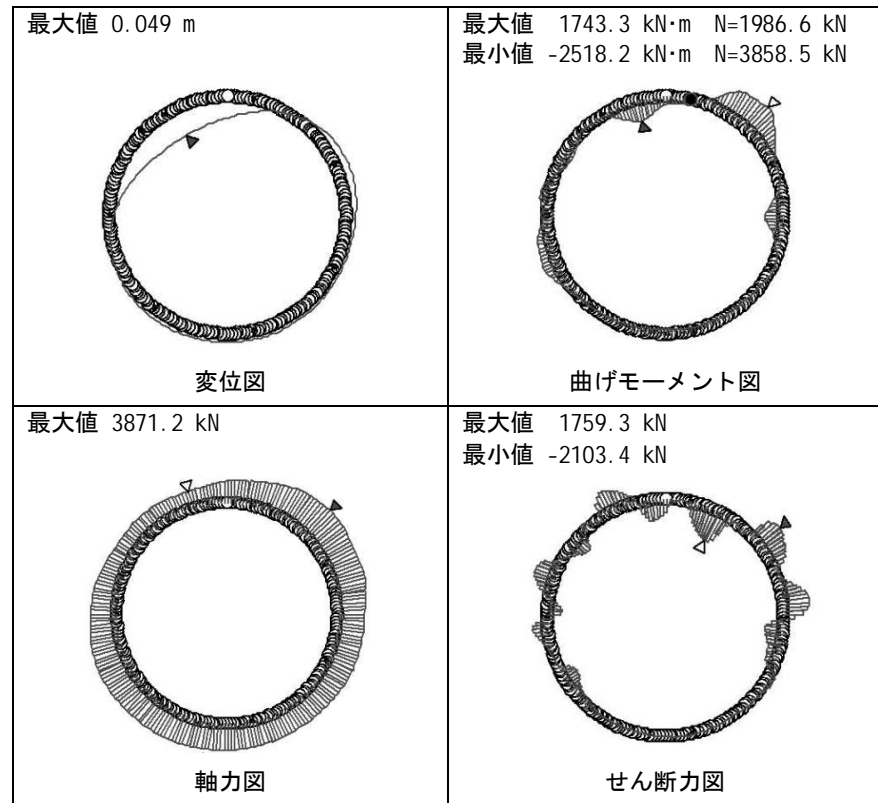 最大値 0.049 m
変位図
最大値 1743.3 kN·m N=1986.6 kN
最小値 -2518.2 kN·m N=3858.5 kN
曲げモーメント図
最大値 3871.2 kN
軸力図
最大値 1759.3 kN
最小値 -2103.4 kN
せん断力図